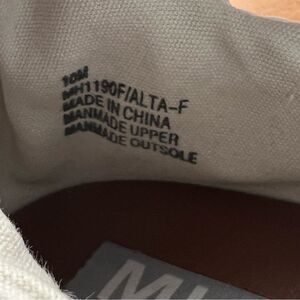 10M
MH1190F/ALTA-F
MADE IN CHINA
MANMADE UPPER
MANMADE OUTSOLE